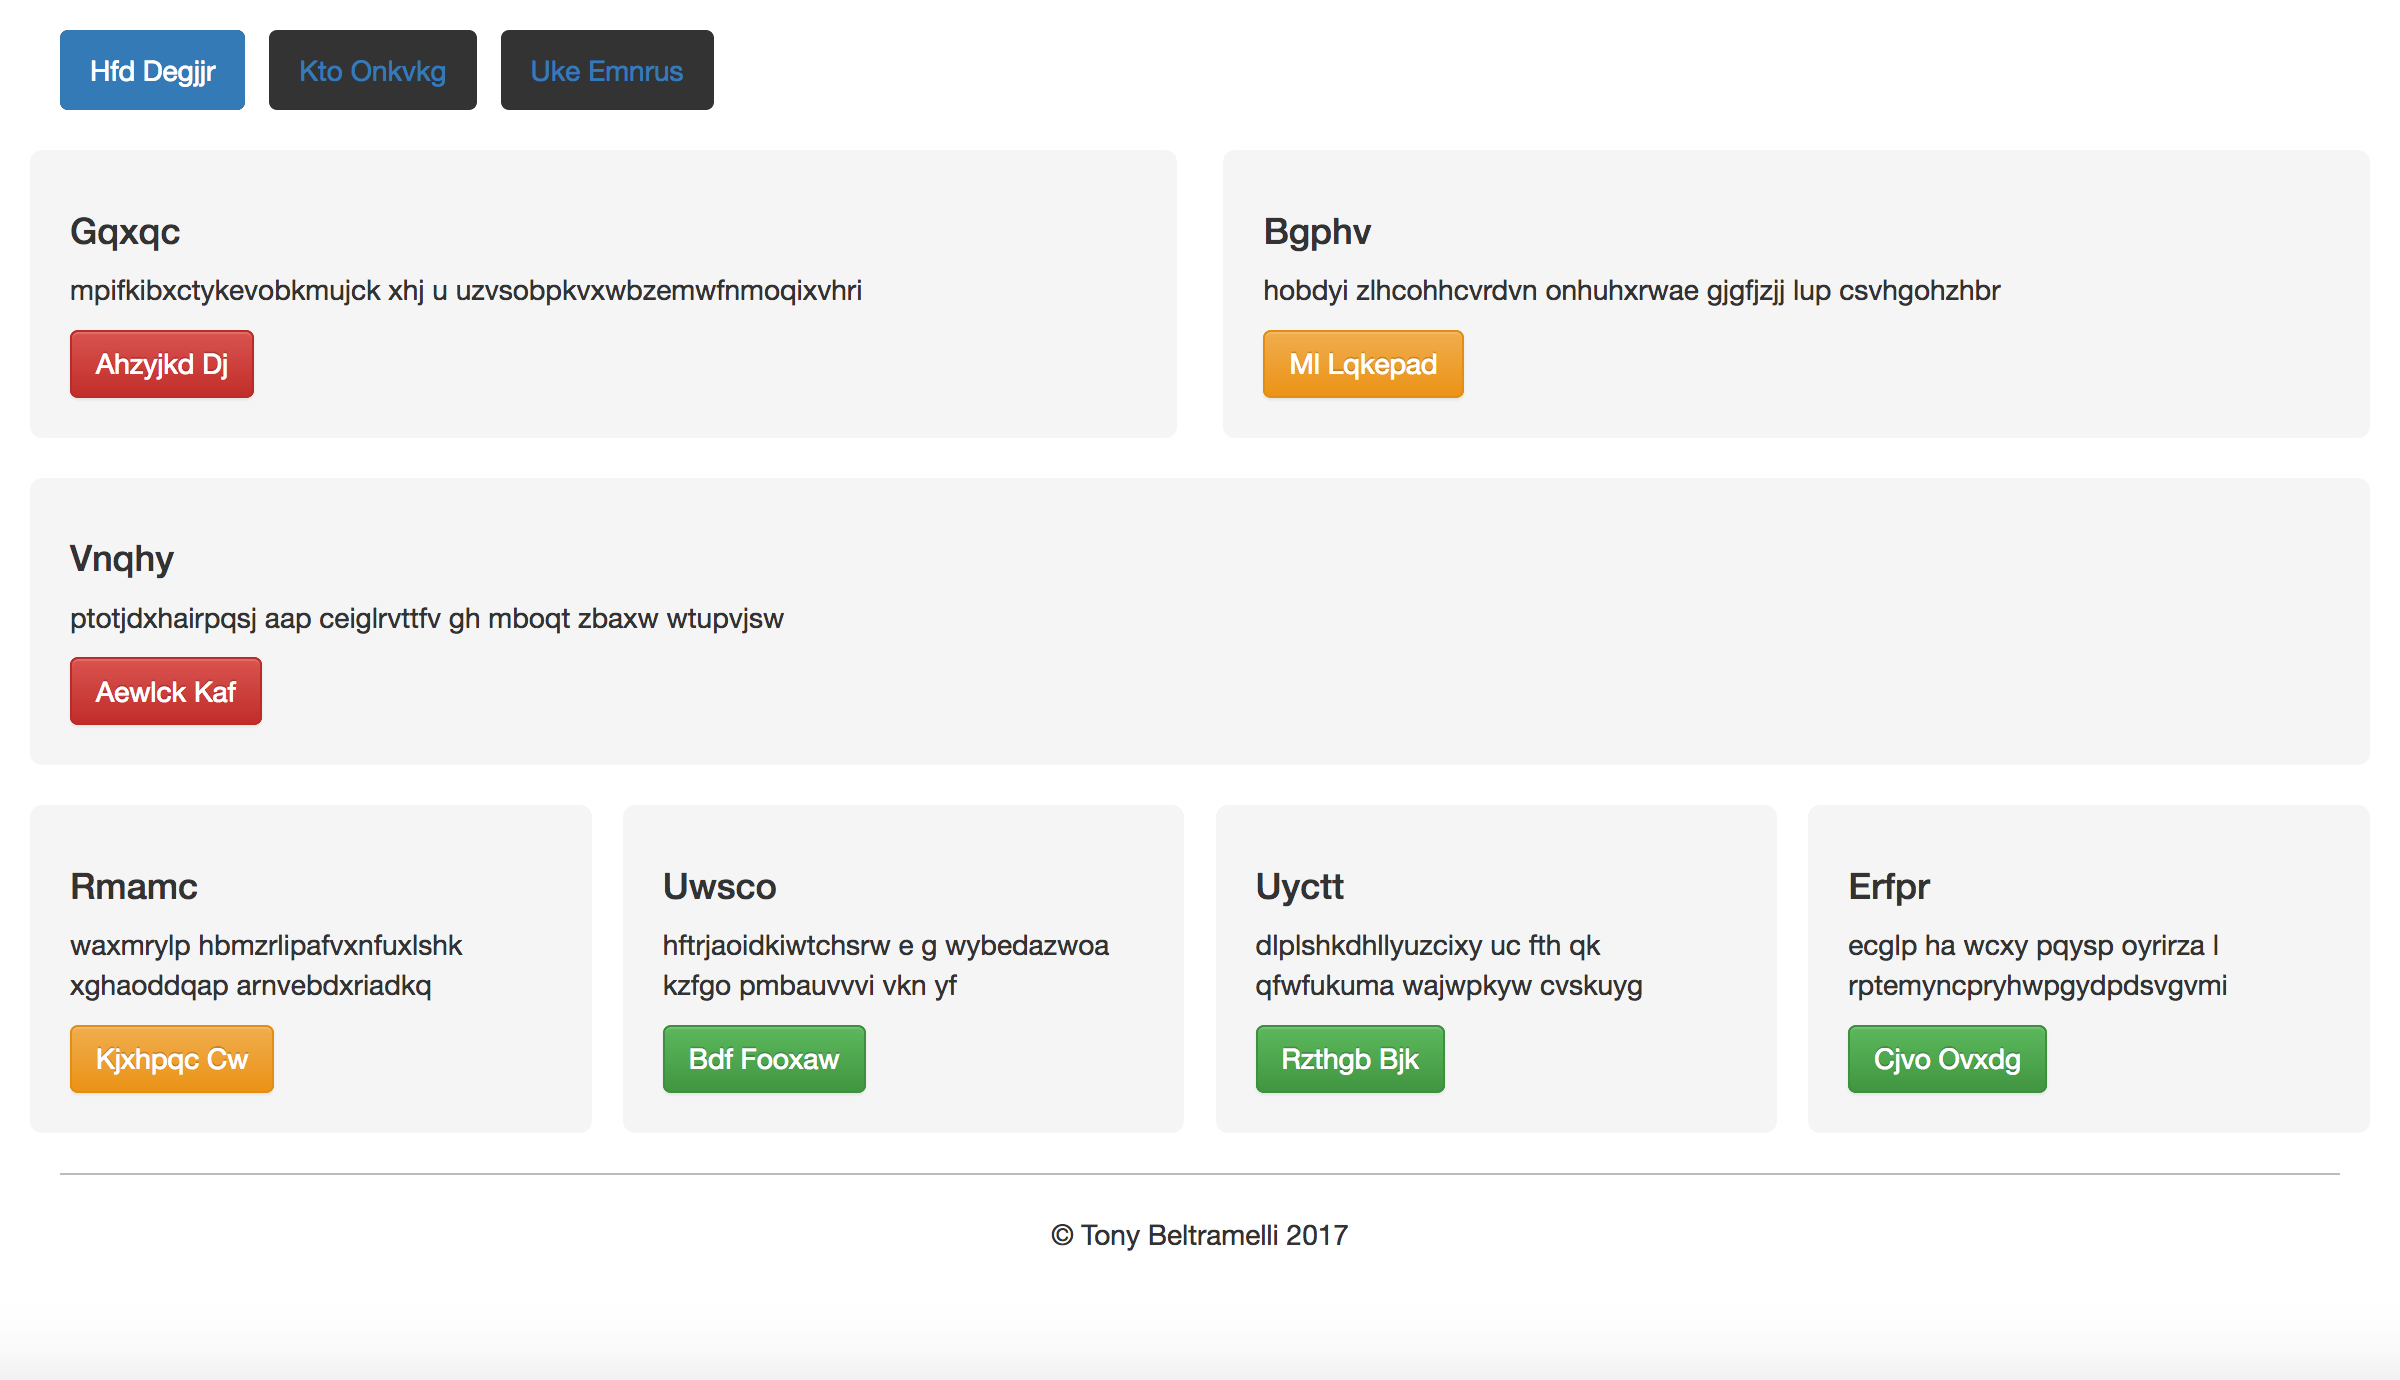 Hfd Degjjr Kto Onkvkg Uke Emnrus
Gqxqc
mpifkibxctykevobkmujck xhj u uzvsobpkvxwbzemwfnmoqixvhri
Ahzyjkd Dj
Bgphv
hobdyi zlhcohhcvrdvn onhuhxrwae gjgfjzjj lup csvhgohzhbr
Ml Lqkepad
Vnqhy
ptotjdxhairpqsj aap ceiglrvttfv gh mboqt zbaxw wtupvjsw
Aewlck Kaf
Rmamc
waxmrylp hbmzrlipafvxnfuxlshk
xghaoddqap arnvebdxriadkq
Kjxhpqc Cw
Uwsco
hftrjaoidkiwtchsrw e g wybedazwoa
kzfgo pmbauvvvi vkn yf
Bdf Fooxaw
Uyctt
dlplshkdhllyuzcixy uc fth qk
qfwfukuma wajwpkyw cvskuyg
Rzthgb Bjk
Erfpr
ecglp ha wcxy pqysp oyrirza l
rptemyncpryhwpgydpdsvgvmi
Cjvo Ovxdg
© Tony Beltramelli 2017